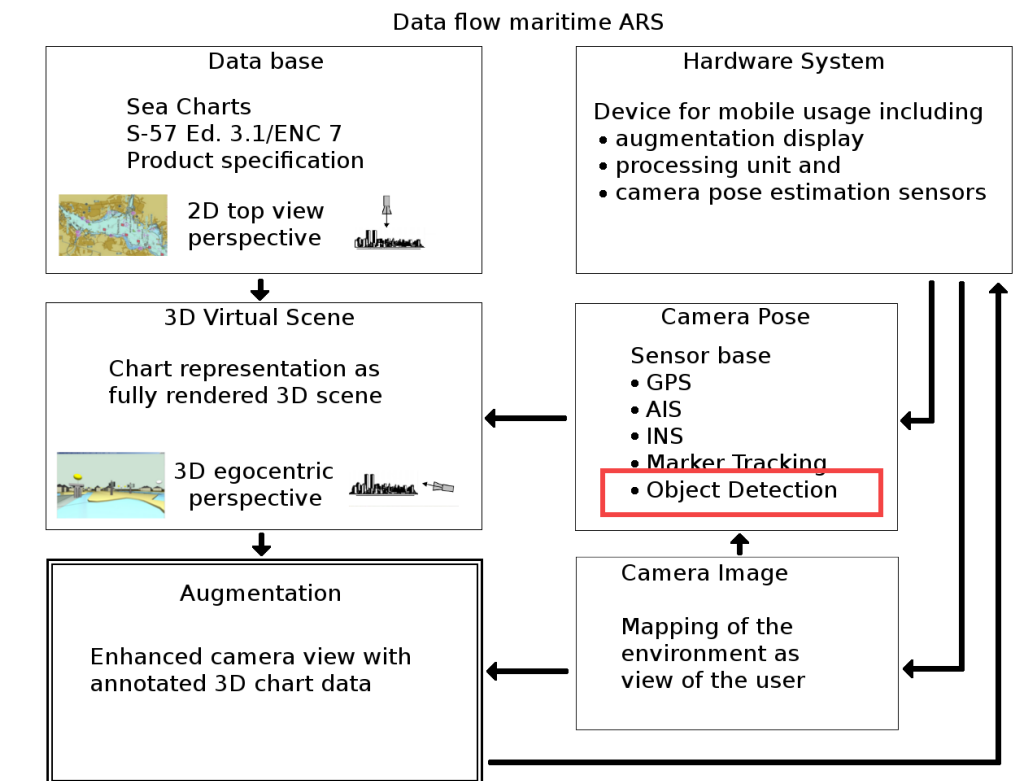 Data flow maritime ARS
Data base
Sea Charts
S-57 Ed. 3.1/ENC 7
Product specification
2D top view
perspective
Hardware System
Device for mobile usage including
• augmentation display
• processing unit and
• camera pose estimation sensors
3D Virtual Scene
Chart representation as
fully rendered 3D scene
3D egocentric
perspective
Camera Pose
Sensor base
• GPS
• AIS
• INS
• Marker Tracking
• Object Detection
Augmentation
Enhanced camera view with
annotated 3D chart data
Camera Image
Mapping of the
environment as
view of the user